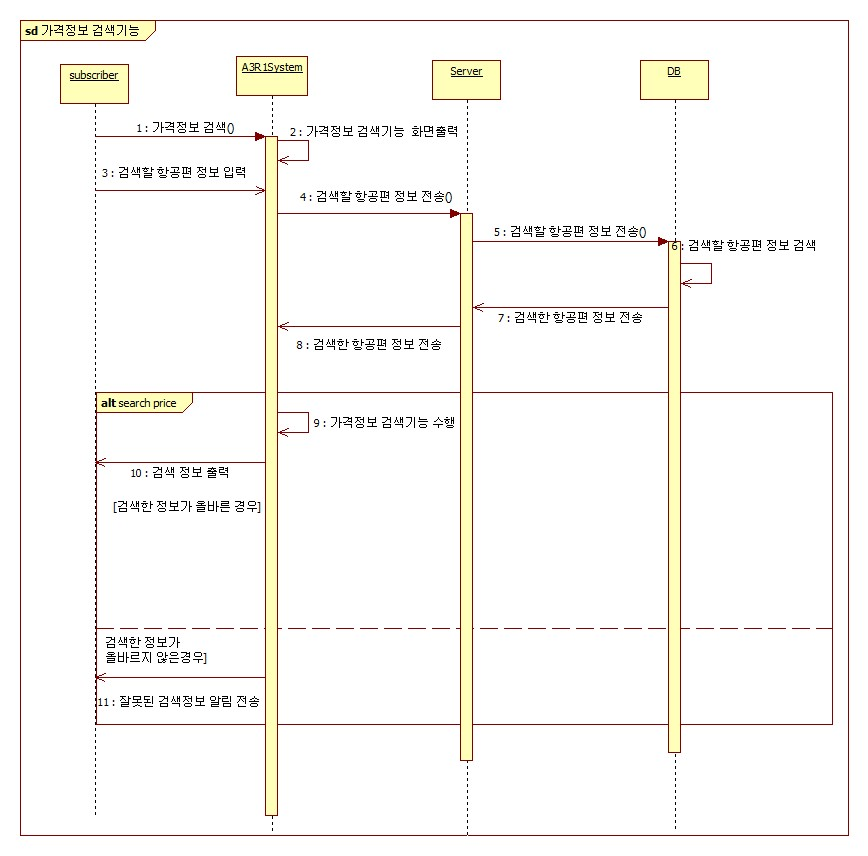 sd 가격정보 검색기능
subscriber
A3R1System
Server
DB
1 : 가격정보 검색()
2 : 가격정보 검색기능 화면출력
3 : 검색할 항공편 정보 입력
4 : 검색할 항공편 정보 전송()
5 : 검색할 항공편 정보 전송()
6 : 검색할 항공편 정보 검색
7 : 검색한 항공편 정보 전송
8 : 검색한 항공편 정보 전송
alt search price
9 : 가격정보 검색기능 수행
10 : 검색 정보 출력
[검색한 정보가 올바른 경우]
검색한 정보가
올바르지 않은경우]
11 : 잘못된 검색정보 알림 전송